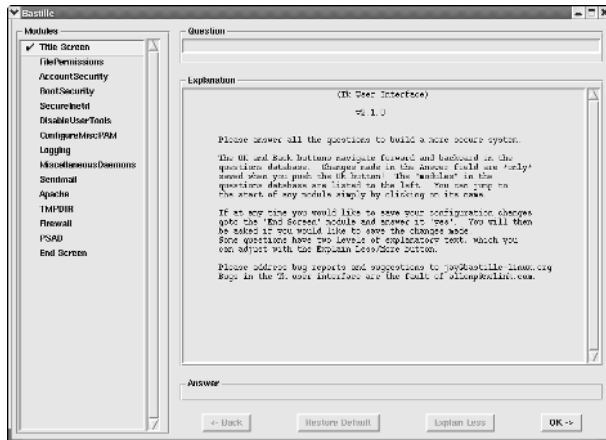 Bastille
Modules
Title Screen
FilePermissions
AccountSecurity
BootSecurity
SecureInetd
DisableUserTools
ConfigureMiscPAM
Logging
MiscellaneousDaemons
Sendmail
Apache
TMPDIR
Firewall
PSAD
End Screen
Question
Explanation
(Tk User Interface)
v2.1.0
Please answer all the questions to build a more secure system.
The OK and Back buttons navigate forward and backward in the
questions database. Changes made in the Answer field are *only*
saved when you push the OK button! The "modules" in the
questions database are listed to the left. You can jump to
the start of any module simply by clicking on its name.
If at any time you would like to save your configuration changes
goto the 'End Screen' module and answer it 'yes'. You will then
be asked if you would like to save the changes made
Some questions have two levels of explanatory text, which you
can adjust with the Explain Less/More button.
Please address bug reports and suggestions to jay@bastille-linux.org
Bugs in the Tk user interface are the fault of
Answer
<- Back
Restore Default
Explain Less
OK ->